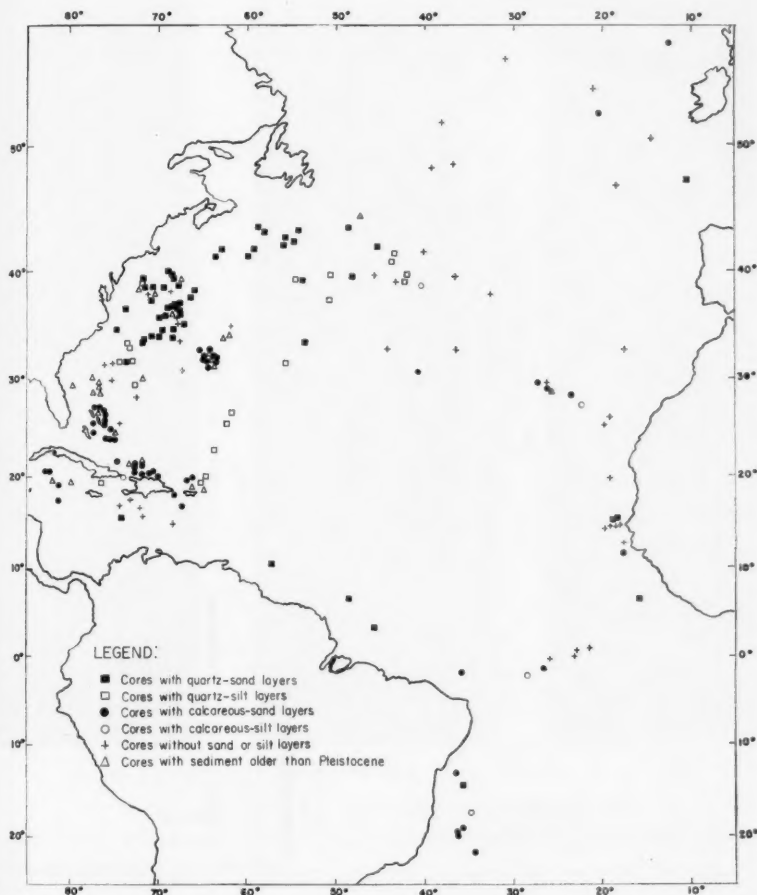 80° 70° 60° 50° 40° 30° 20° 10°
50° 50°
40° 40°
30° 30°
20° 20°
10° 10°
0° 0°
10° 10°
20° 20°
LEGEND:
Cores with quartz-sand layers
Cores with quartz-silt layers
Cores with calcareous-sand layers
Cores with calcareous-silt layers
Cores without sand or silt layers
Cores with sediment older than Pleistocene
80° 70° 60° 50° 40° 30° 20° 10°